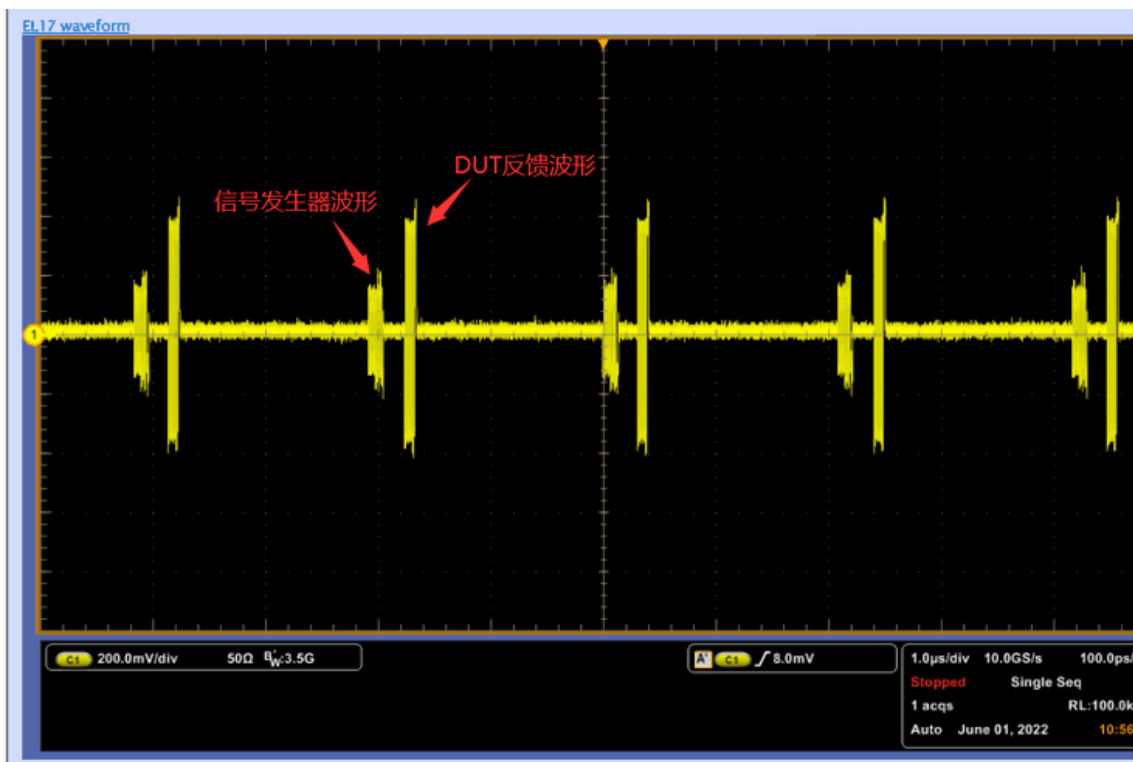 EL17 waveform
DUT反馈波形
信号发生器波形
1
C1 200.0mV/div 50Ω BW:3.5G
A' C1 8.0mV
1.0μs/div 10.0GS/s 100.0ps/
Stopped Single Seq
1 acqs RL:100.0k
Auto June 01, 2022 10:56